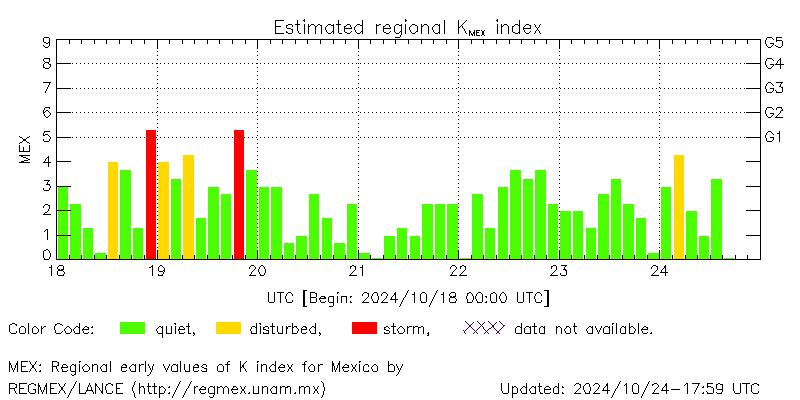 Estimated regional KMEX index
9
8
7
6
5
4
3
2
1
0
MEX
G5
G4
G3
G2
G1
18 19 20 21 22 23 24
UTC [Begin: 2024/10/18 00:00 UTC]
Color Code: quiet, disturbed, storm, data not available.
MEX: Regional early values of K index for Mexico by
REGMEX/LANCE (http://regmex.unam.mx) Updated: 2024/10/24-17:59 UTC